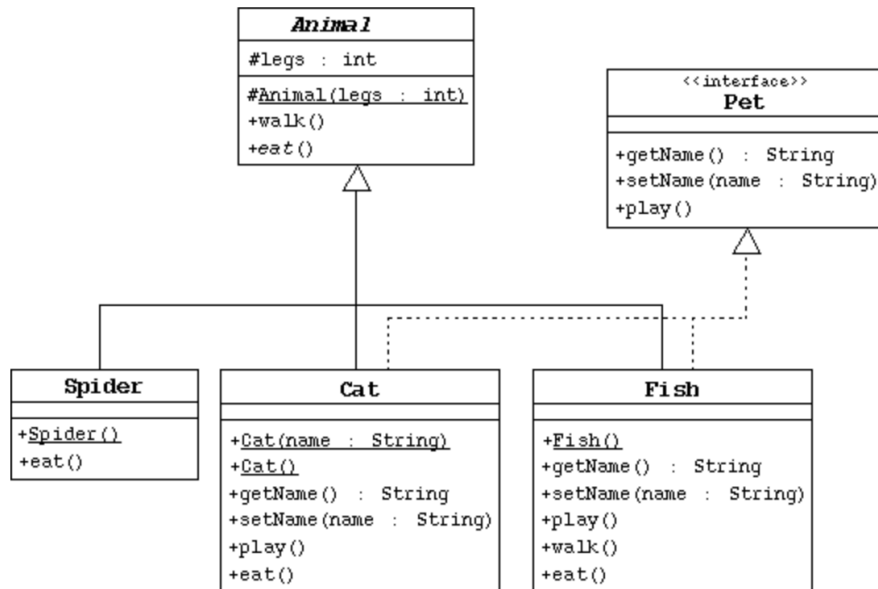 Animal
#legs : int
#Animal(legs : int)
+walk()
+eat()
<<interface>>
Pet
+getName() : String
+setName(name : String)
+play()
Spider
+Spider()
+eat()
Cat
+Cat(name : String)
+Cat()
+getName() : String
+setName(name : String)
+play()
+eat()
Fish
+Fish()
+getName() : String
+setName(name : String)
+play()
+walk()
+eat()